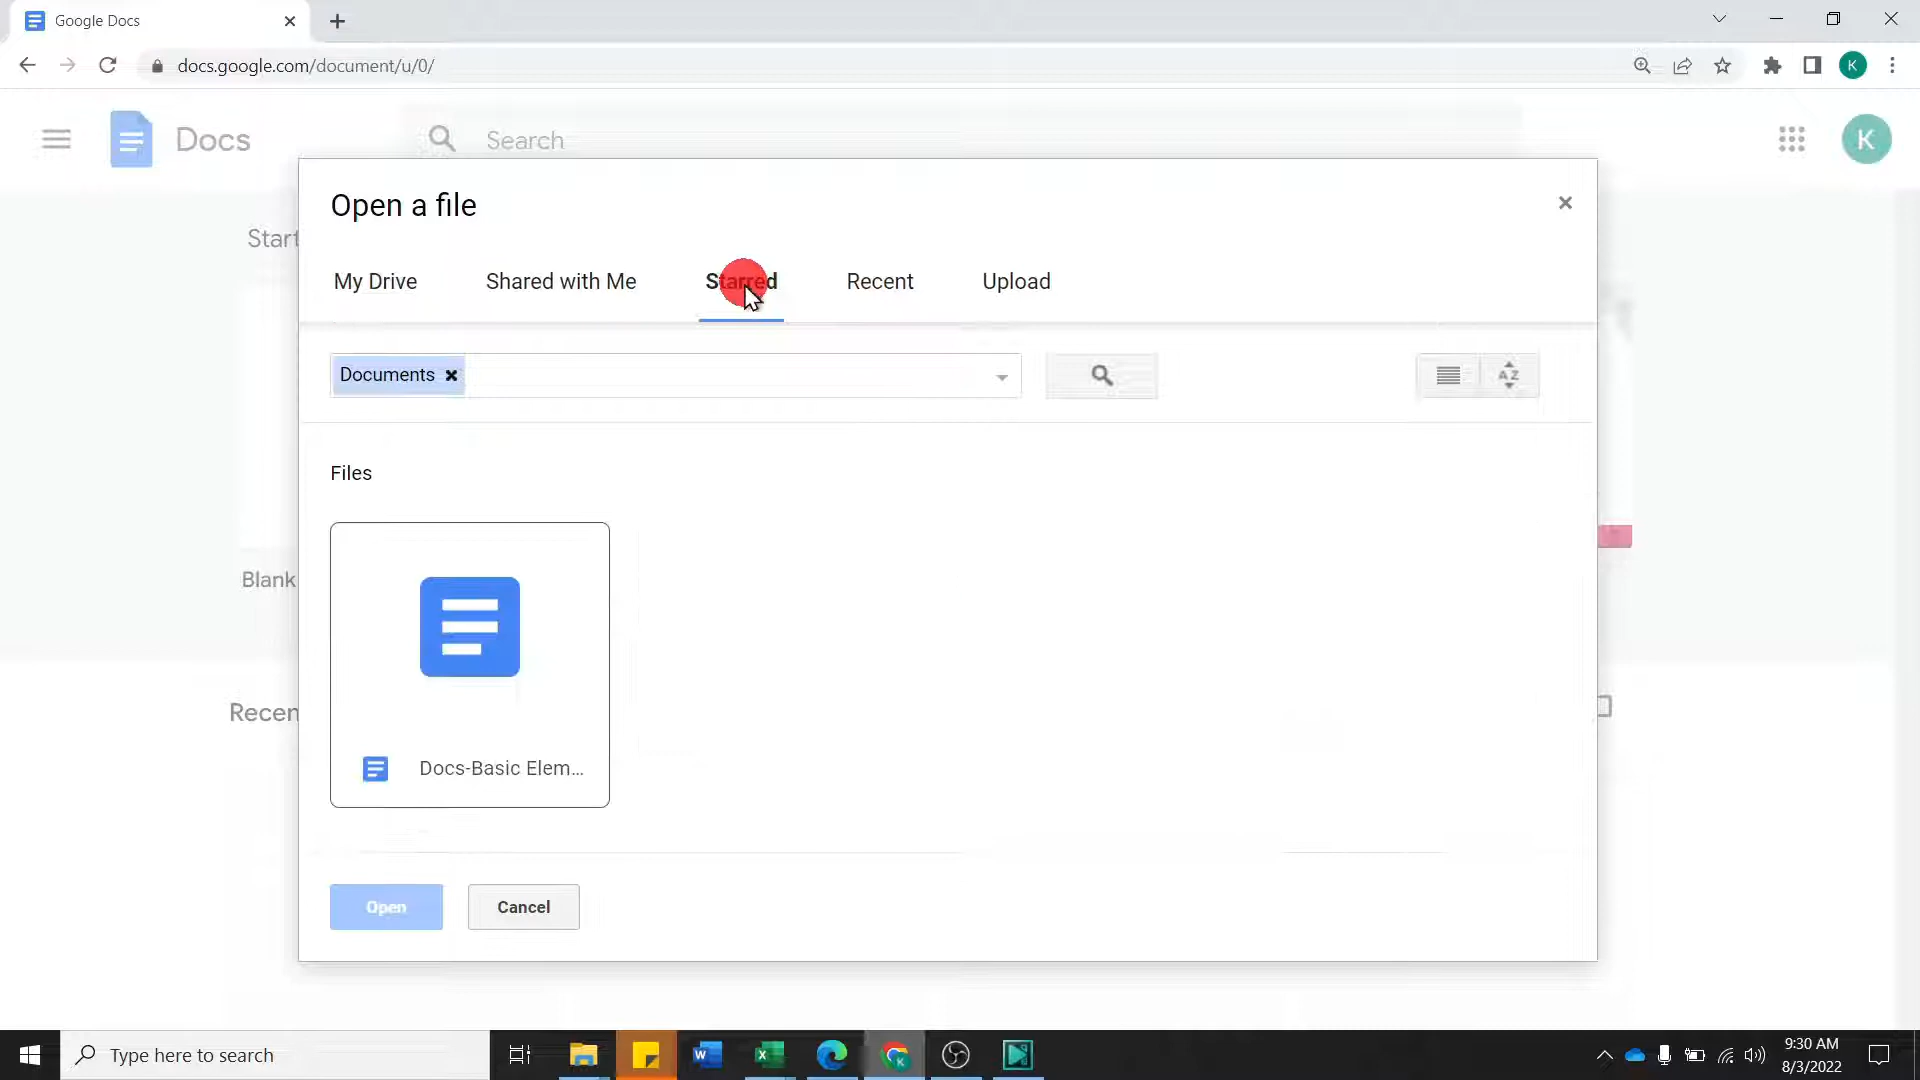 Google Docs
docs.google.com/document/u/0/
K
Docs
Search
K
Start
Open a file
My Drive
Shared with Me
Starred
Recent
Upload
Documents
A Z
Files
Blank
Docs-Basic Elem...
Recen
Open
Cancel
Type here to search
9:30 AM
8/3/2022